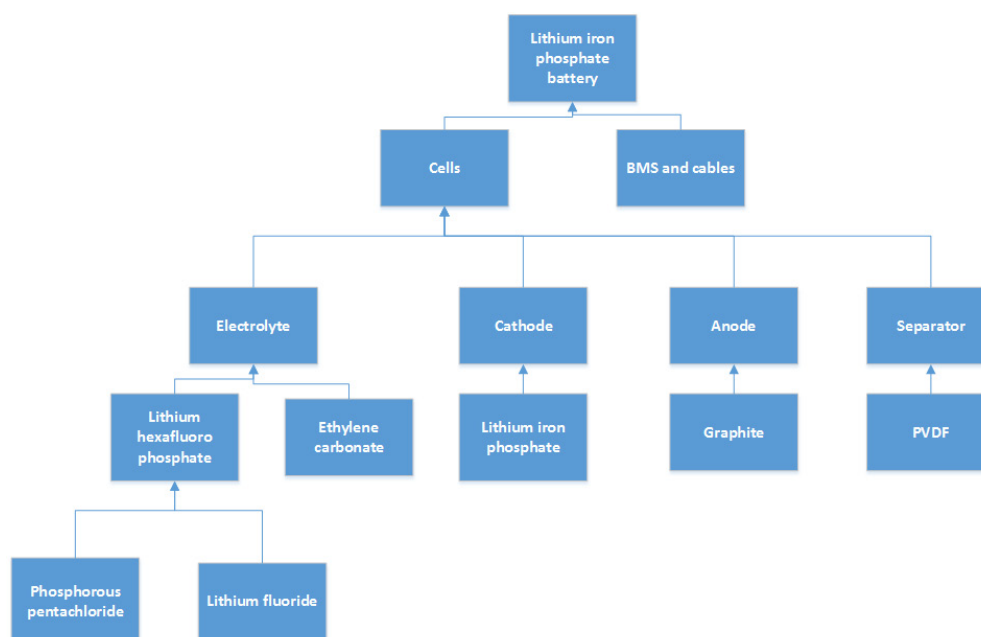 Lithium iron
phosphate
battery
Cells
BMS and cables
Electrolyte
Cathode
Anode
Separator
Lithium
hexafluoro
phosphate
Ethylene
carbonate
Lithium iron
phosphate
Graphite
PVDF
Phosphorous
pentachloride
Lithium fluoride